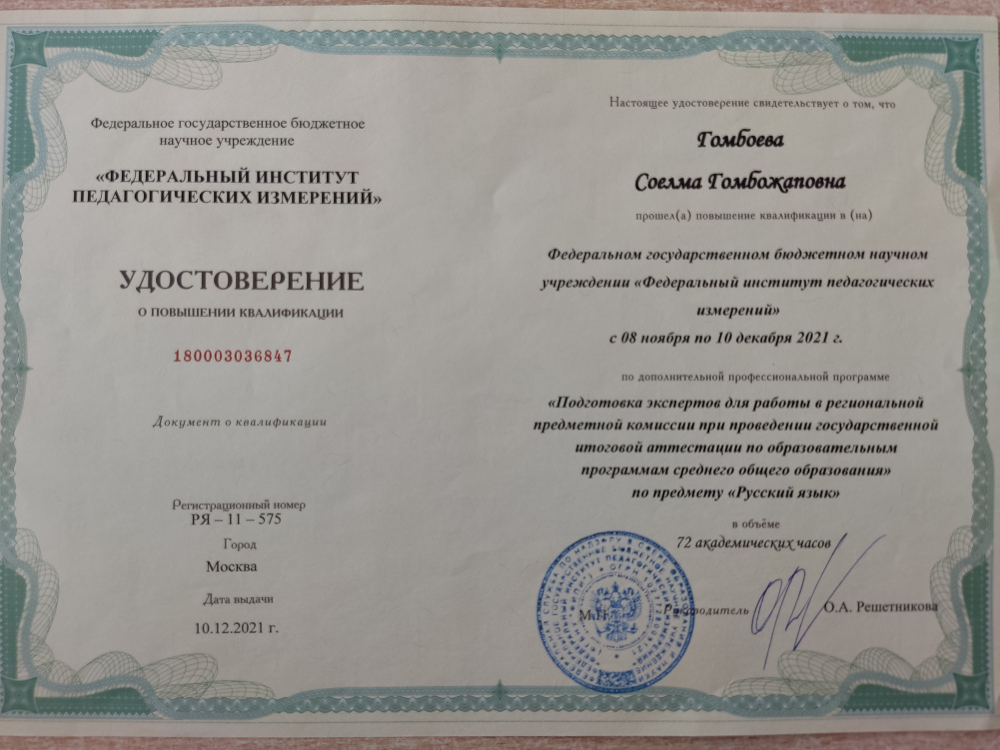 Федеральное государственное бюджетное
научное учреждение
«ФЕДЕРАЛЬНЫЙ ИНСТИТУТ
ПЕДАГОГИЧЕСКИХ ИЗМЕРЕНИЙ»
УДОСТОВЕРЕНИЕ
О ПОВЫШЕНИИ КВАЛИФИКАЦИИ
180003036847
Документ о квалификации
Регистрационный номер
РЯ – 11 – 575
Город
Москва
Дата выдачи
10.12.2021 г.
Настоящее удостоверение свидетельствует о том, что
Гомбоева
Соелма Гомбожаповна
прошел(а) повышение квалификации в (на)
Федеральном государственном бюджетном научном
учреждении «Федеральный институт педагогических
измерений»
с 08 ноября по 10 декабря 2021 г.
по дополнительной профессиональной программе
«Подготовка экспертов для работы в региональной
предметной комиссии при проведении государственной
итоговой аттестации по образовательным
программам среднего общего образования»
по предмету «Русский язык»
в объёме
72 академических часов
М.П.
Руководитель
О.А. Решетникова